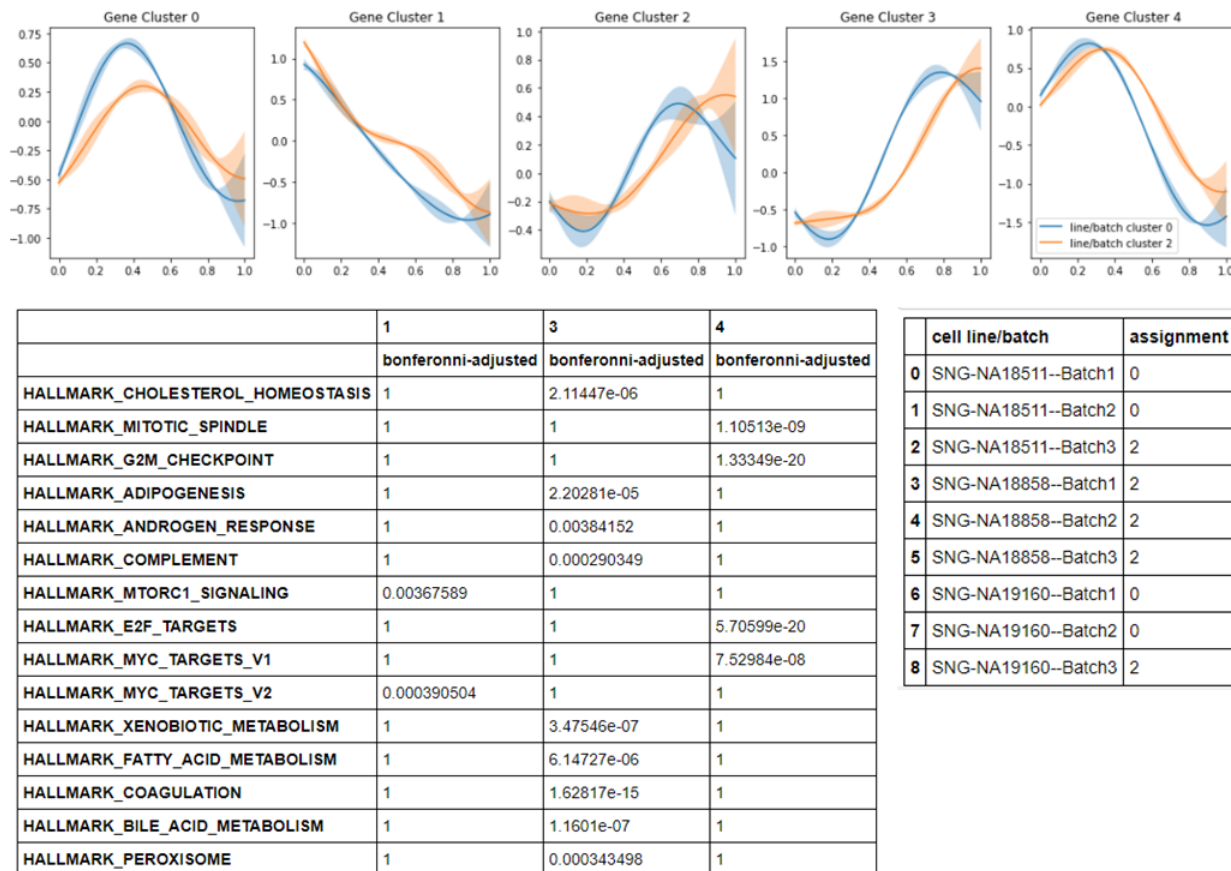 Gene Cluster 0
0.75
0.50
0.25
0.00
−0.25
−0.50
−0.75
−1.00
0.0 0.2 0.4 0.6 0.8 1.0
Gene Cluster 1
1.0
0.5
0.0
−0.5
−1.0
0.0 0.2 0.4 0.6 0.8 1.0
Gene Cluster 2
1.0
0.8
0.6
0.4
0.2
0.0
−0.2
−0.4
0.0 0.2 0.4 0.6 0.8 1.0
Gene Cluster 3
1.5
1.0
0.5
0.0
−0.5
−1.0
0.0 0.2 0.4 0.6 0.8 1.0
Gene Cluster 4
1.0
0.5
0.0
−0.5
−1.0
−1.5
line/batch cluster 0
line/batch cluster 2
0.0 0.2 0.4 0.6 0.8 1.0
1 3 4
bonferonni-adjusted bonferonni-adjusted bonferonni-adjusted
HALLMARK_CHOLESTEROL_HOMEOSTASIS 1 2.11447e-06 1
HALLMARK_MITOTIC_SPINDLE 1 1 1.10513e-09
HALLMARK_G2M_CHECKPOINT 1 1 1.33349e-20
HALLMARK_ADIPOGENESIS 1 2.20281e-05 1
HALLMARK_ANDROGEN_RESPONSE 1 0.00384152 1
HALLMARK_COMPLEMENT 1 0.000290349 1
HALLMARK_MTORC1_SIGNALING 0.00367589 1 1
HALLMARK_E2F_TARGETS 1 1 5.70599e-20
HALLMARK_MYC_TARGETS_V1 1 1 7.52984e-08
HALLMARK_MYC_TARGETS_V2 0.000390504 1 1
HALLMARK_XENOBIOTIC_METABOLISM 1 3.47546e-07 1
HALLMARK_FATTY_ACID_METABOLISM 1 6.14727e-06 1
HALLMARK_COAGULATION 1 1.62817e-15 1
HALLMARK_BILE_ACID_METABOLISM 1 1.1601e-07 1
HALLMARK_PEROXISOME 1 0.000343498 1
cell line/batch assignment
0 SNG-NA18511--Batch1 0
1 SNG-NA18511--Batch2 0
2 SNG-NA18511--Batch3 2
3 SNG-NA18858--Batch1 2
4 SNG-NA18858--Batch2 2
5 SNG-NA18858--Batch3 2
6 SNG-NA19160--Batch1 0
7 SNG-NA19160--Batch2 0
8 SNG-NA19160--Batch3 2